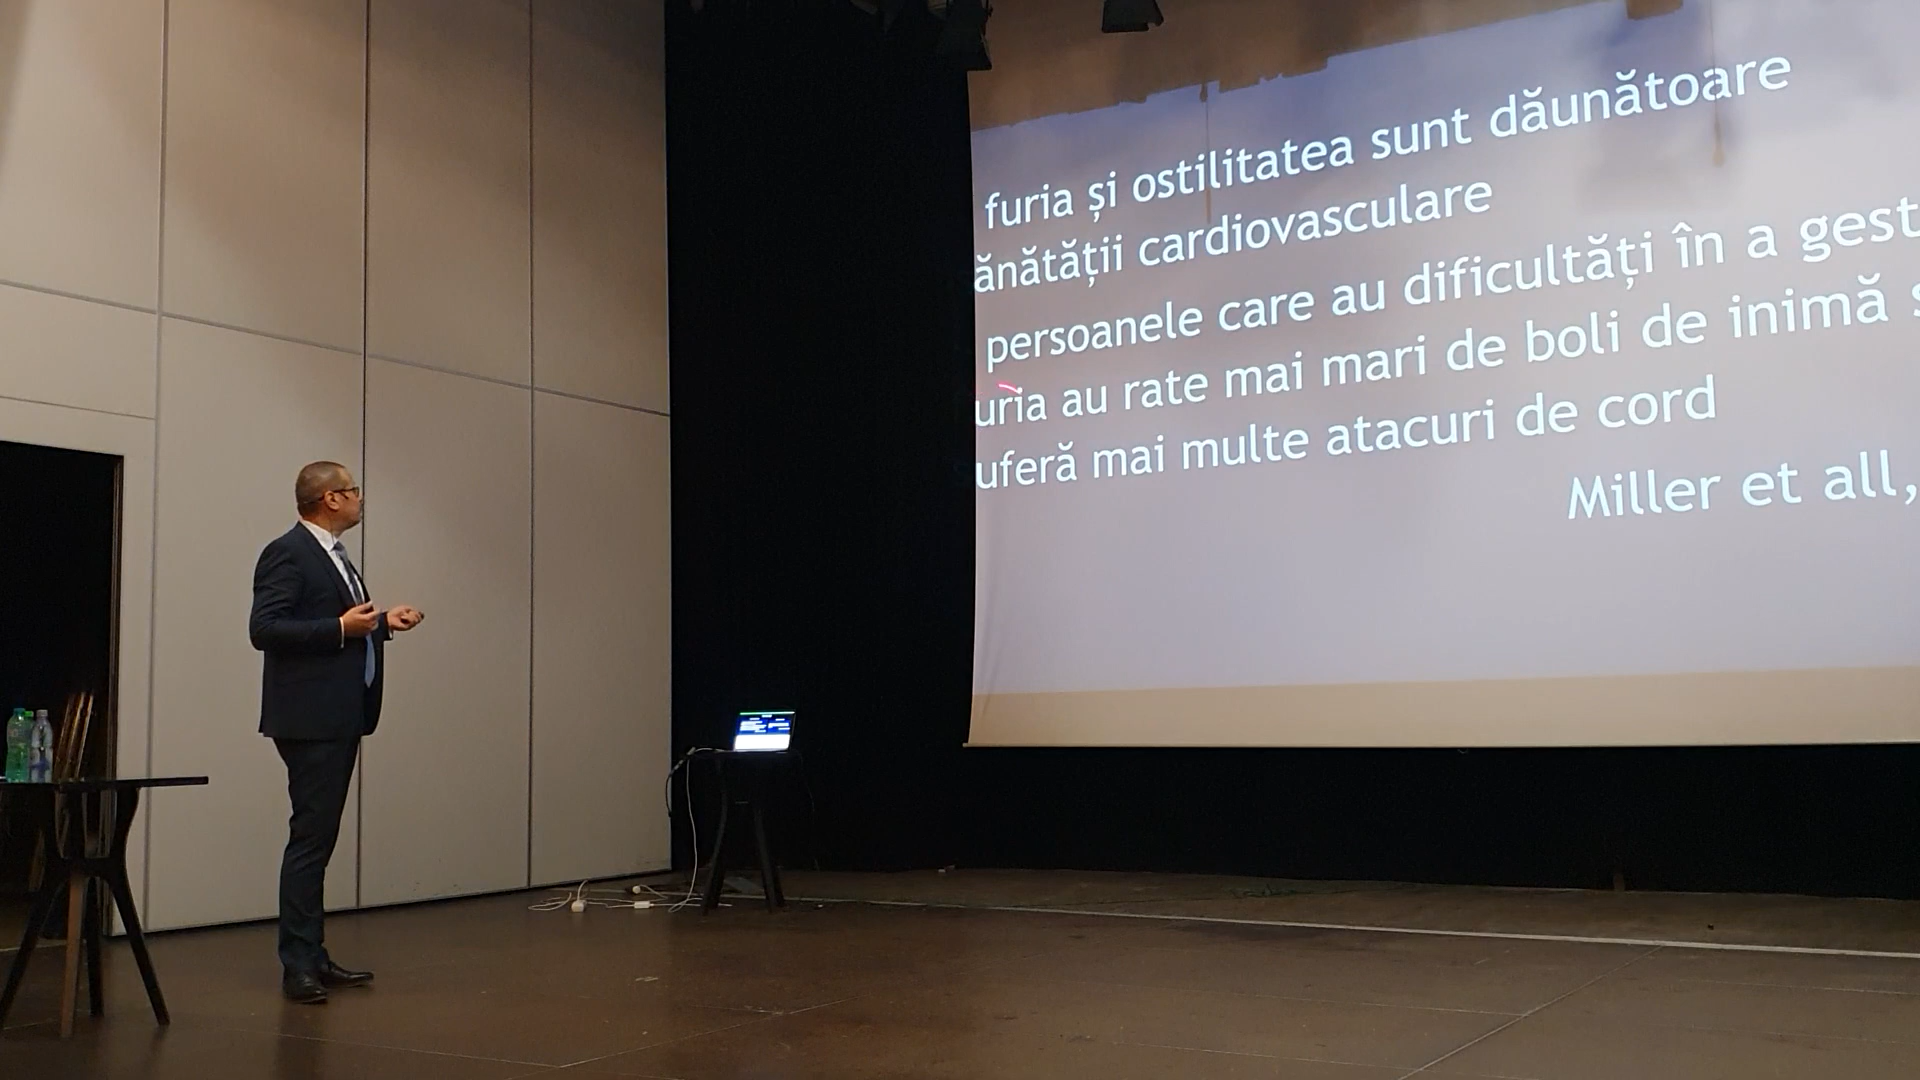 furia și ostilitatea sunt dăunătoare
ănătății cardiovasculare
persoanele care au dificultăți în a gest
uria au rate mai mari de boli de inimă s
uferă mai multe atacuri de cord
Miller et all,